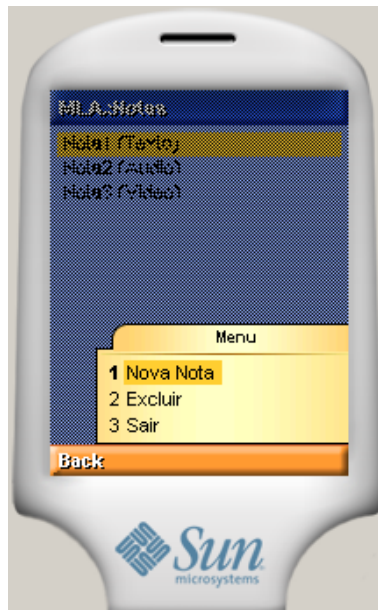 MLA:Notas
Nota1 (Texto)
Nota2 (Audio)
Nota3 (Video)
Menu
1 Nova Nota
2 Excluir
3 Sair
Back
Sun
microsystems